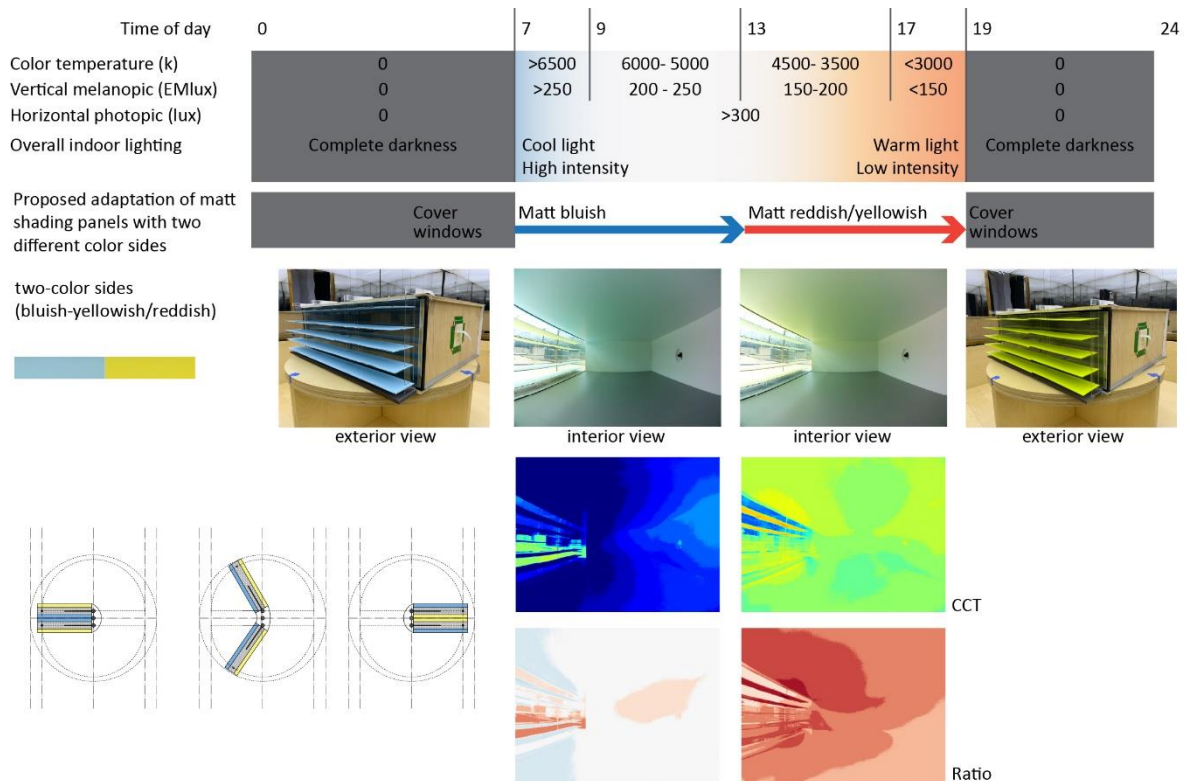 Time of day 0 7 9 13 17 19 24
Color temperature (k) 0 >6500 6000- 5000 4500- 3500 <3000 0
Vertical melanopic (EMlux) 0 >250 200 - 250 150-200 <150 0
Horizontal photopic (lux) 0 >300 0
Overall indoor lighting Complete darkness Cool light Warm light Complete darkness
High intensity Low intensity
Proposed adaptation of matt
shading panels with two
different color sides
Cover
windows
Matt bluish
Matt reddish/yellowish
Cover
windows
two-color sides
(bluish-yellowish/reddish)
exterior view interior view interior view exterior view
CCT
Ratio